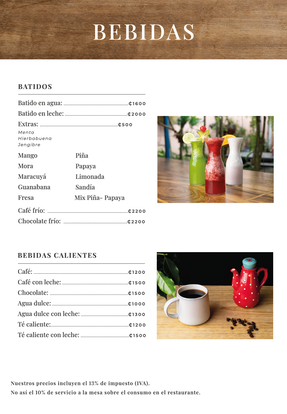 BEBIDAS
BATIDOS
Batido en agua: ₡1600
Batido en leche: ₡2000
Extras: ₡500
Menta
Hierbabuena
Jengibre
Mango Piña
Mora Papaya
Maracuyá Limonada
Guanabana Sandía
Fresa Mix Piña- Papaya
Café frío: ₡2200
Chocolate frío: ₡2200
BEBIDAS CALIENTES
Café: ₡1200
Café con leche: ₡1500
Chocolate: ₡1500
Agua dulce: ₡1000
Agua dulce con leche: ₡1500
Té caliente: ₡1200
Té caliente con leche: ₡1500
Nuestros precios incluyen el 13% de impuesto (IVA).
No así el 10% de servicio a la mesa sobre el consumo en el restaurante.